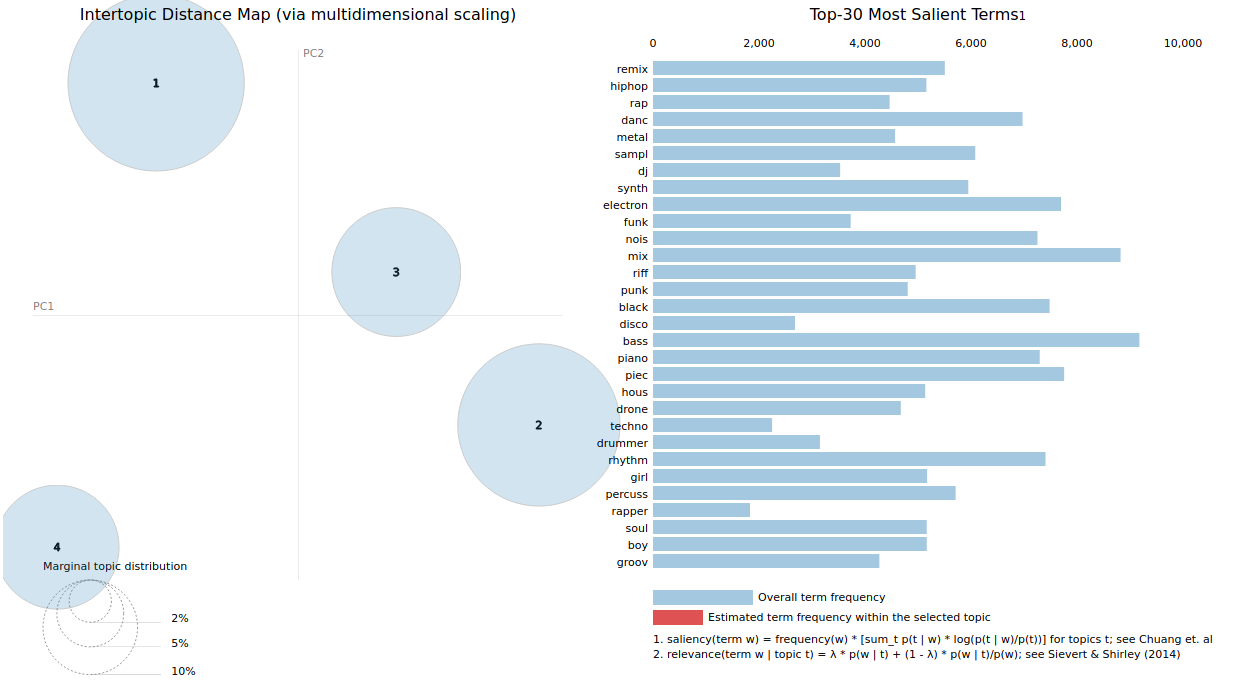 Intertopic Distance Map (via multidimensional scaling)
PC2
PC1
1
3
2
4
Marginal topic distribution
2%
5%
10%
Top-30 Most Salient Terms1
0 2,000 4,000 6,000 8,000 10,000
remix
hiphop
rap
danc
metal
sampl
dj
synth
electron
funk
nois
mix
riff
punk
black
disco
bass
piano
piec
hous
drone
techno
drummer
rhythm
girl
percuss
rapper
soul
boy
groov
Overall term frequency
Estimated term frequency within the selected topic
1. saliency(term w) = frequency(w) * [sum_t p(t | w) * log(p(t | w)/p(t))] for topics t; see Chuang et. al
2. relevance(term w | topic t) = λ * p(w | t) + (1 - λ) * p(w | t)/p(w); see Sievert & Shirley (2014)